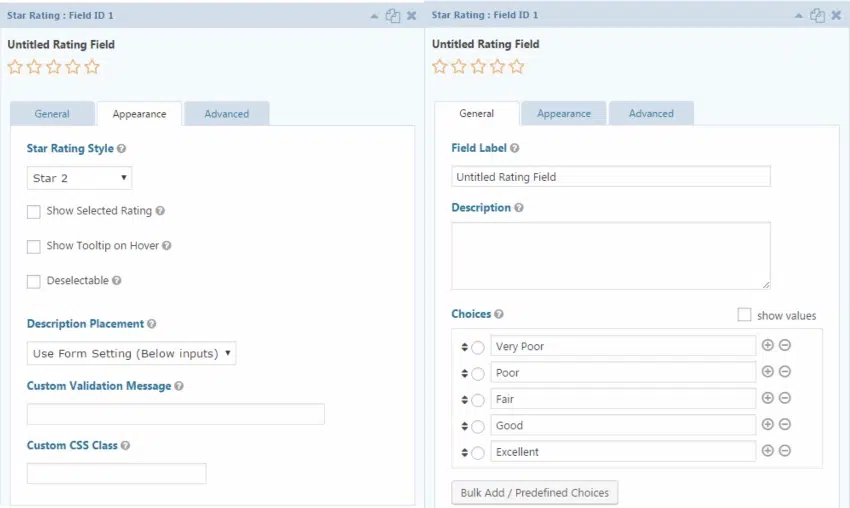 Star Rating : Field ID 1
Untitled Rating Field
General Appearance Advanced
Star Rating Style
Star 2
Show Selected Rating
Show Tooltip on Hover
Deselectable
Description Placement
Use Form Setting (Below inputs)
Custom Validation Message
Custom CSS Class
Star Rating : Field ID 1
Untitled Rating Field
General Appearance Advanced
Field Label
Untitled Rating Field
Description
Choices show values
Very Poor
Poor
Fair
Good
Excellent
Bulk Add / Predefined Choices